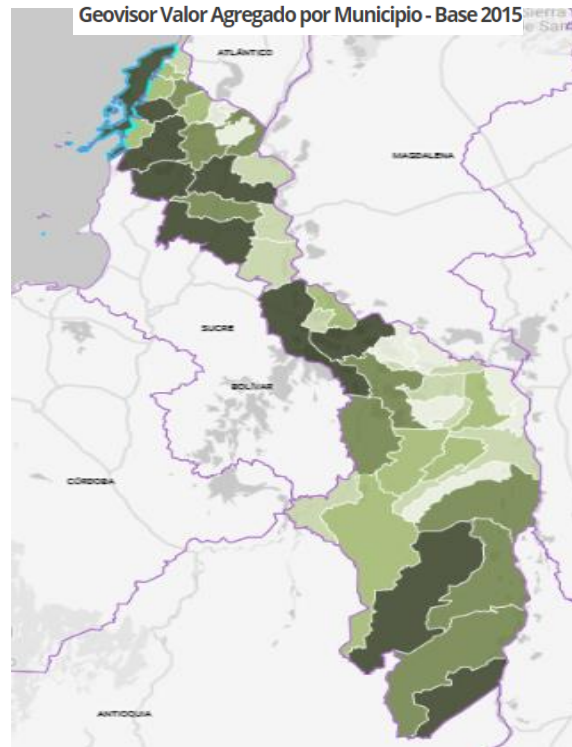 Geovisor Valor Agregado por Municipio - Base 2015
ATLÁNTICO
MAGDALENA
SUCRE
BOLÍVAR
CÓRDOBA
ANTIOQUIA